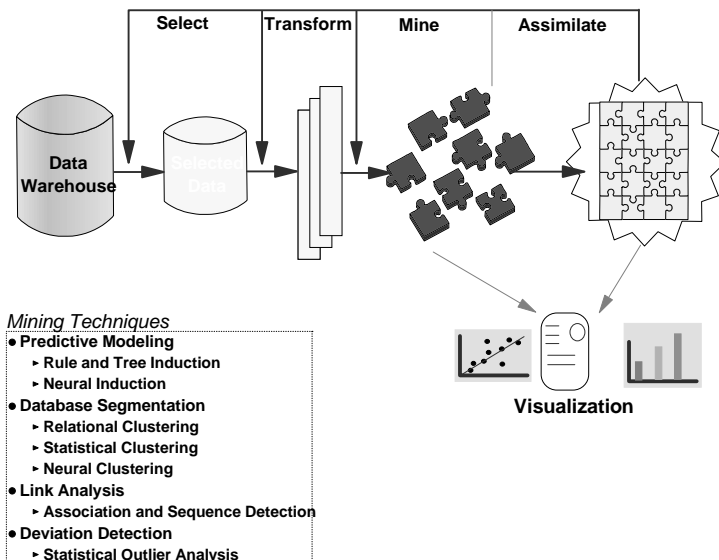 Select
Transform
Mine
Assimilate
Data
Warehouse
Selected
Data
Mining Techniques
● Predictive Modeling
► Rule and Tree Induction
► Neural Induction
● Database Segmentation
► Relational Clustering
► Statistical Clustering
► Neural Clustering
● Link Analysis
► Association and Sequence Detection
● Deviation Detection
► Statistical Outlier Analysis
Visualization